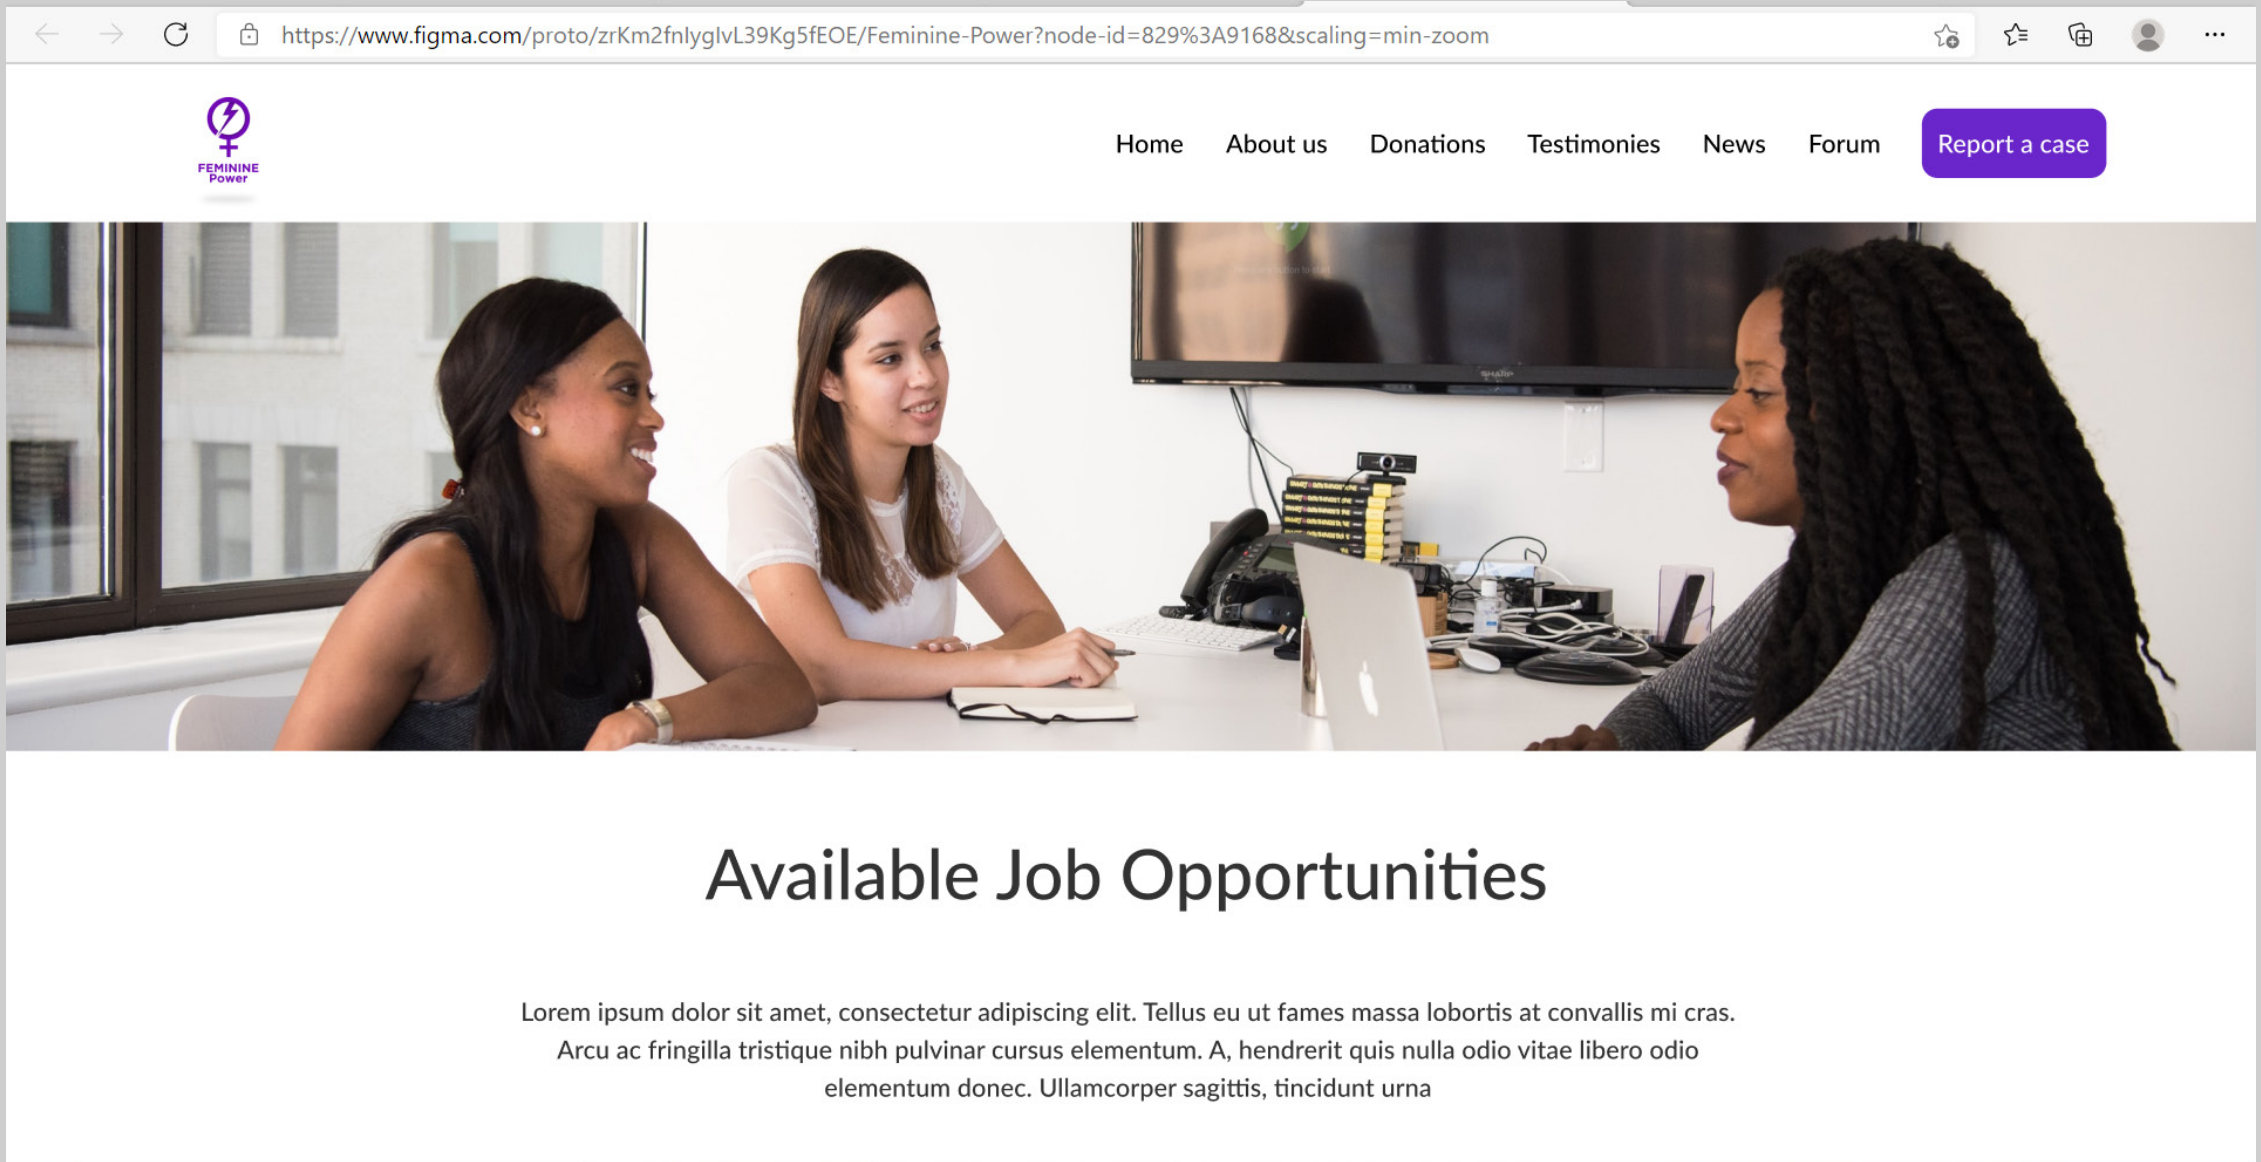 https://www.figma.com/proto/zrKm2fnIygIvL39Kg5fEOE/Feminine-Power?node-id=829%3A9168&scaling=min-zoom
FEMININE
Power
Home
About us
Donations
Testimonies
News
Forum
Report a case
SHARP
Available Job Opportunities
Lorem ipsum dolor sit amet, consectetur adipiscing elit. Tellus eu ut fames massa lobortis at convallis mi cras.
Arcu ac fringilla tristique nibh pulvinar cursus elementum. A, hendrerit quis nulla odio vitae libero odio
elementum donec. Ullamcorper sagittis, tincidunt urna